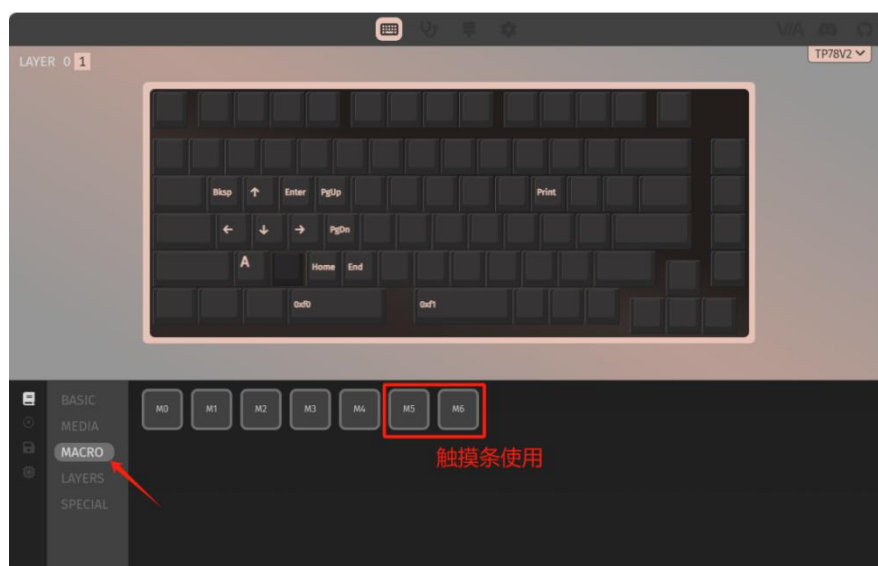 VIA
LAYER 0 1
TP78V2
Bksp ↑ Enter PgUp Print
← ↓ → PgDn
A Home End
0xf0 0xf1
BASIC
MEDIA
MACRO
LAYERS
SPECIAL
M0 M1 M2 M3 M4 M5 M6
触摸条使用